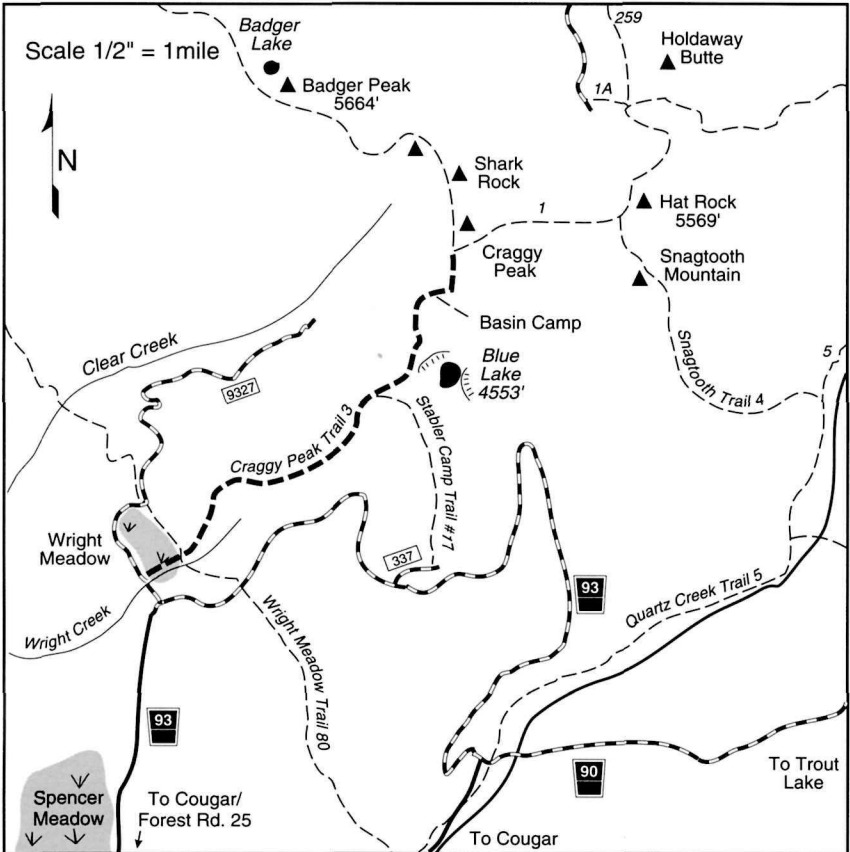 259
Badger
Lake
Scale 1/2" = 1mile
Holdaway
Butte
Badger Peak
5664'
1A
N
Shark
Rock
1
Hat Rock
5569'
Craggy
Peak
Snagtooth
Mountain
Basin Camp
Clear Creek
Blue
Lake
4553'
5
9327
Snagtooth Trail 4
Stabler Camp Trail #77
Craggy Peak Trail 3
Wright
Meadow
337
93
Quartz Creek Trail 5
Wright Creek
Wright Meadow Trail 80
93
90
To Trout
Lake
Spencer
Meadow
To Cougar/
Forest Rd. 25
To Cougar